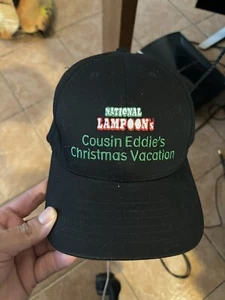 NATIONAL
LAMPOON's
Cousin Eddie's
Christmas Vacation